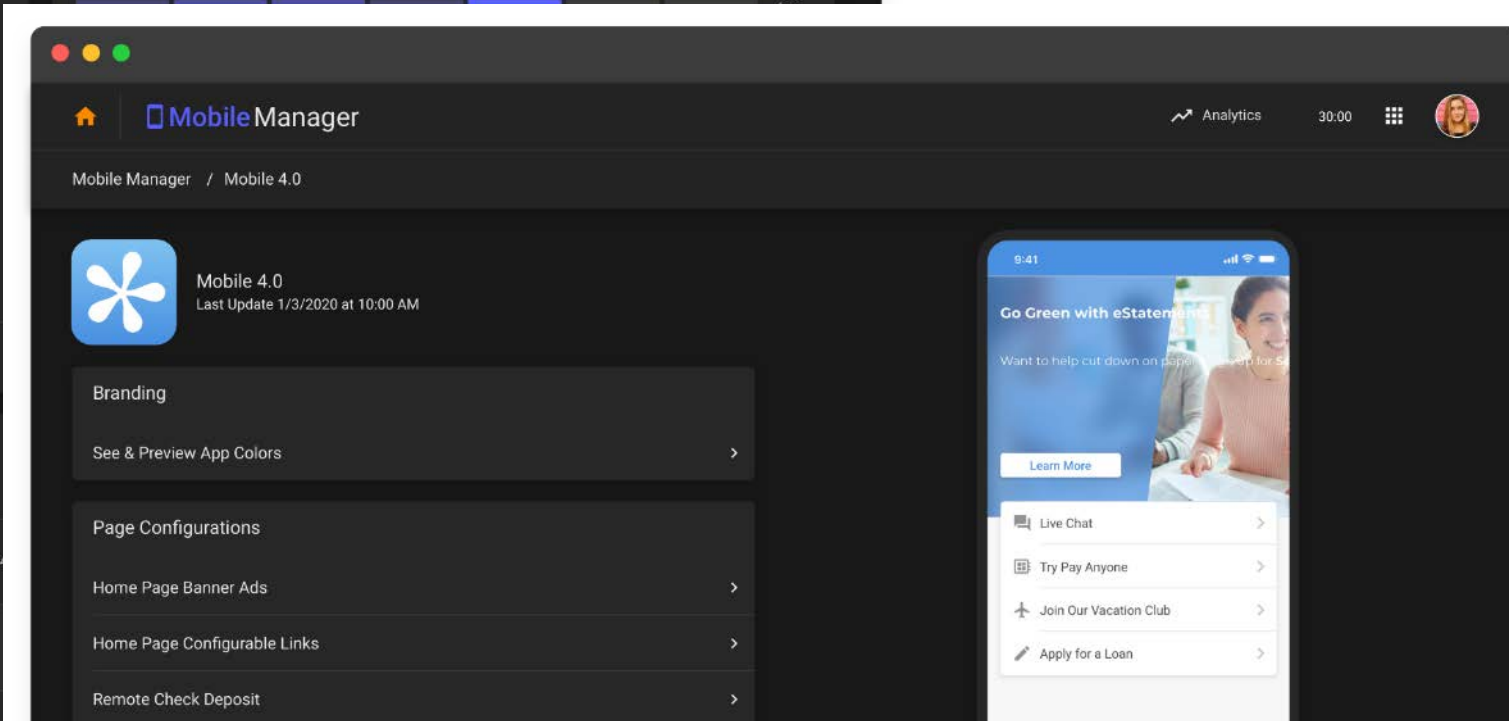 MobileManager
Analytics
30:00
Mobile Manager / Mobile 4.0
Mobile 4.0
Last Update 1/3/2020 at 10:00 AM
Branding
See & Preview App Colors
Page Configurations
Home Page Banner Ads
Home Page Configurable Links
Remote Check Deposit
9:41
Go Green with eStatements
Want to help cut down on paper
up for
Learn More
Live Chat
Try Pay Anyone
Join Our Vacation Club
Apply for a Loan